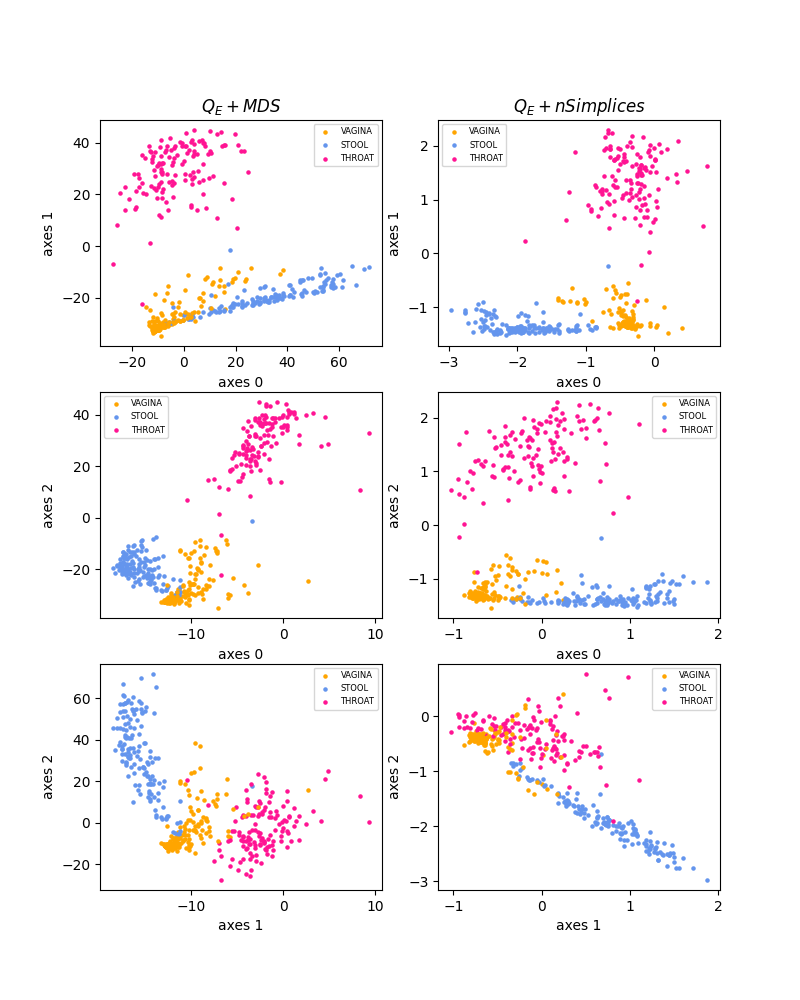 Q_E + MDS
Q_E + nSimplices
VAGINA
STOOL
THROAT
axes 1
40
20
0
−20
−20 0 20 40 60
axes 0
VAGINA
STOOL
THROAT
axes 1
2
1
0
−1
−3 −2 −1 0
axes 0
VAGINA
STOOL
THROAT
axes 2
40
20
0
−20
−10 0 10
axes 0
VAGINA
STOOL
THROAT
axes 2
2
1
0
−1
−1 0 1 2
axes 0
VAGINA
STOOL
THROAT
axes 2
60
40
20
0
−20
−10 0 10
axes 1
VAGINA
STOOL
THROAT
axes 2
0
−1
−2
−3
−1 0 1 2
axes 1